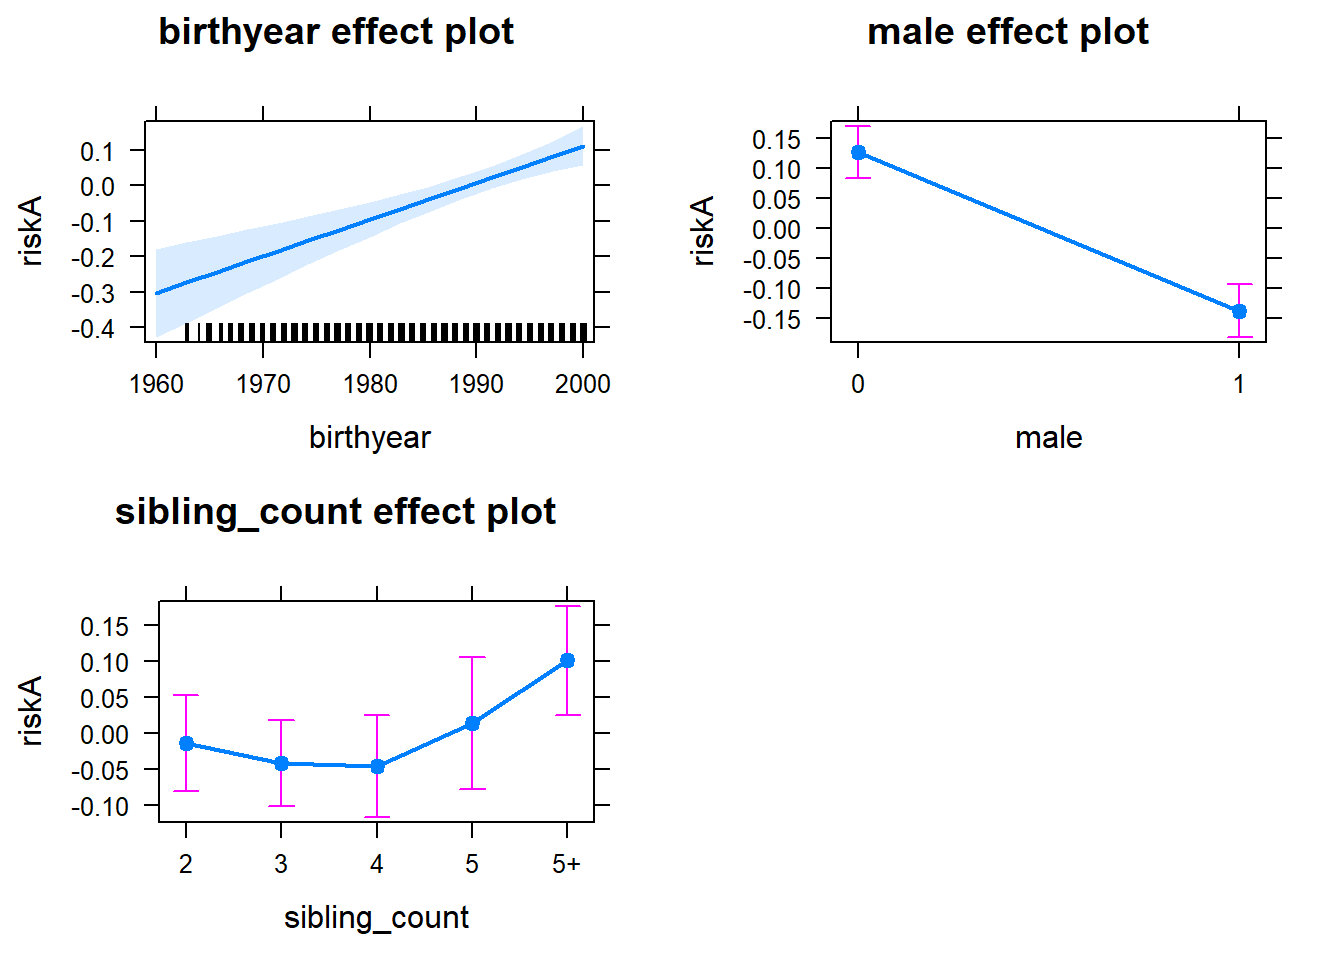 birthyear effect plot
riskA
0.1
0.0
-0.1
-0.2
-0.3
-0.4
1960 1970 1980 1990 2000
birthyear
male effect plot
riskA
0.15
0.10
0.05
0.00
-0.05
-0.10
-0.15
0 1
male
sibling_count effect plot
riskA
0.15
0.10
0.05
0.00
-0.05
-0.10
2 3 4 5 5+
sibling_count